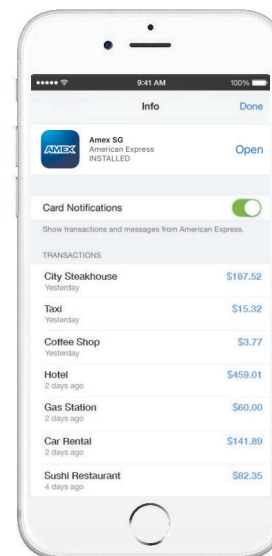 9:41 AM
100%
Info
Done
AMEX
Amex SG
American Express
INSTALLED
Open
Card Notifications
Show transactions and messages from American Express.
TRANSACTIONS
City Steakhouse $187.52
Yesterday
Taxi $15.32
Yesterday
Coffee Shop $3.77
Yesterday
Hotel $459.01
2 days ago
Gas Station $60.00
2 days ago
Car Rental $141.89
2 days ago
Sushi Restaurant $82.35
4 days ago